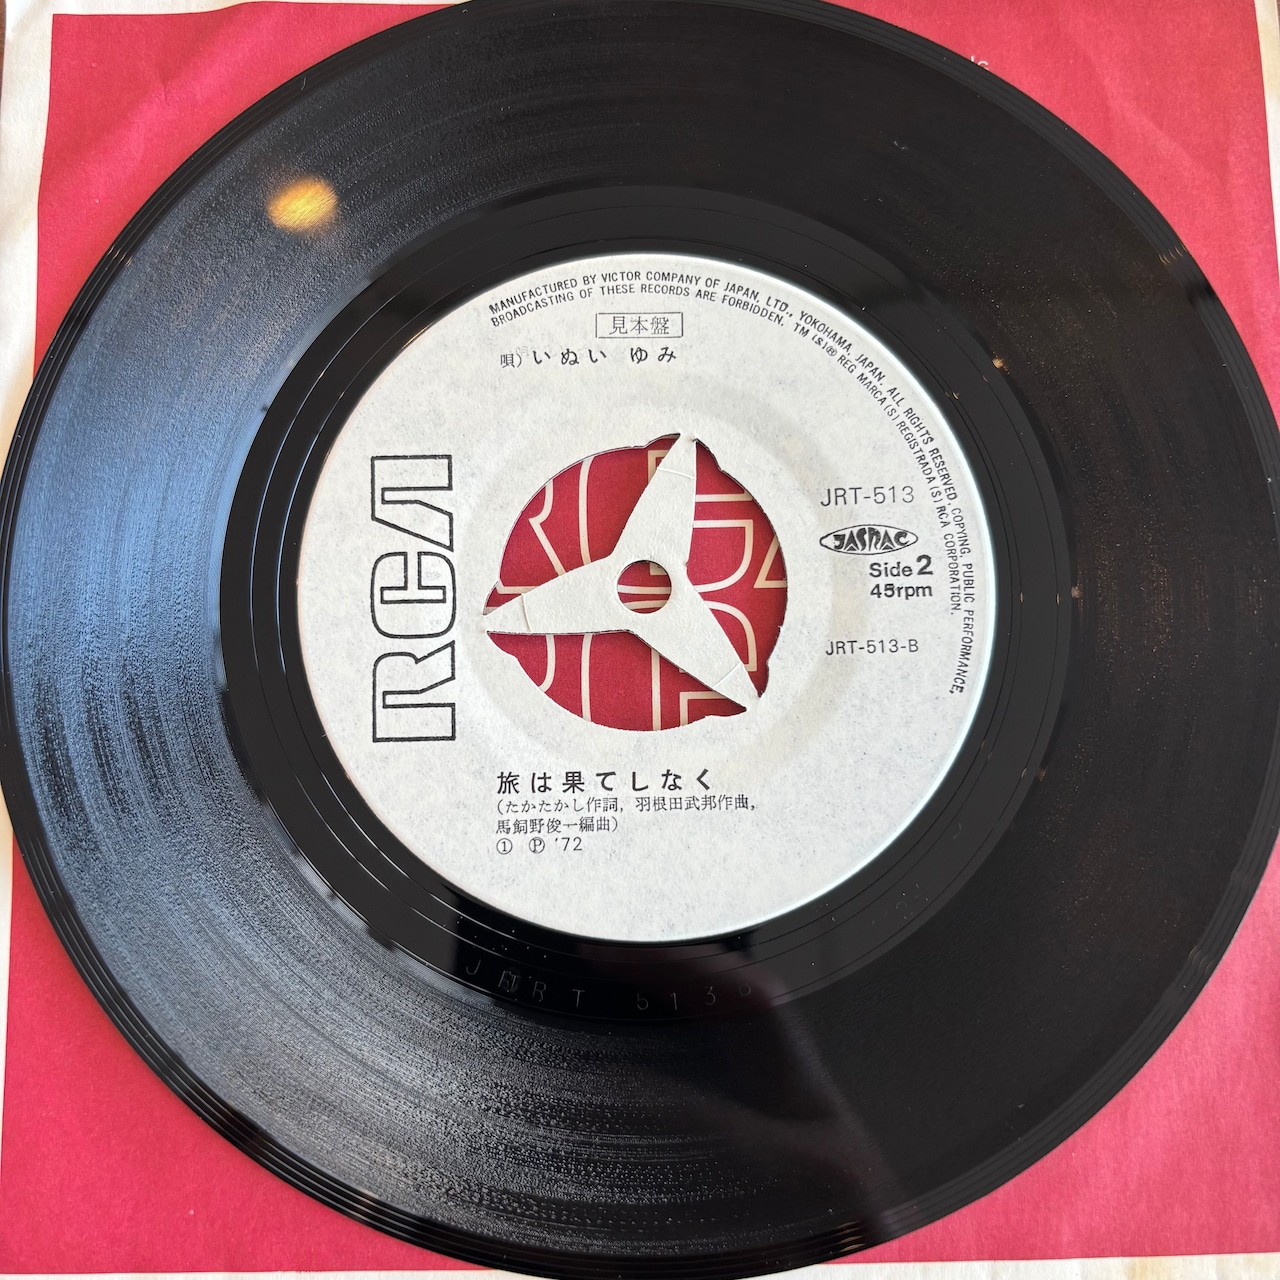 MANUFACTURED BY VICTOR COMPANY OF JAPAN, LTD., YOKOHAMA, JAPAN. ALL RIGHTS RESERVED, COPYING, PUBLIC PERFORMANCE,
BROADCASTING OF THESE RECORDS ARE FORBIDDEN. TM(s)® REG MARCA(S) REGISTRADA(S) RCA CORPORATION.
見本盤
唄)いぬい ゆみ
RCA
JRT-513
JASRAC
Side 2
45rpm
JRT-513-B
旅は果てしなく
(たかたかし作詞, 羽根田武邦作曲,
馬飼野俊一編曲)
① Ⓟ '72
JRT 513B